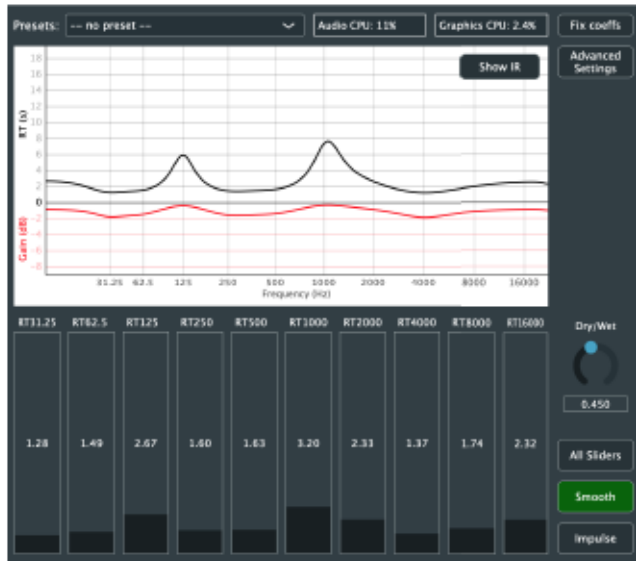 Presets: -- no preset -- Audio CPU: 11% Graphics CPU: 2.4% Fix coeffs
Advanced
Settings
Show IR
18
16
14
12
10
8
6
4
2
0
-2
-4
-6
-8
RT (s)
Gain (dB)
31.25 62.5 125 250 500 1000 2000 4000 8000 16000
Frequency (Hz)
RT31.25 RT62.5 RT125 RT250 RT500 RT1000 RT2000 RT4000 RT8000 RT16000
Dry/Wet
0.450
1.28 1.49 2.67 1.60 1.63 3.20 2.33 1.37 1.74 2.32
All Sliders
Smooth
Impulse